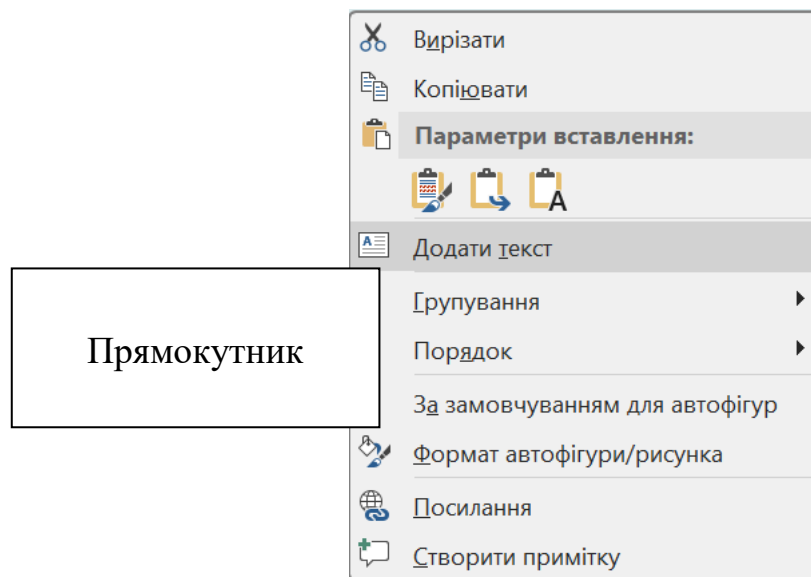 Вирізати
Копіювати
Параметри вставлення:
Додати текст
Групування
Прямокутник
Порядок
За замовчуванням для автофігур
Формат автофігури/рисунка
Посилання
Створити примітку